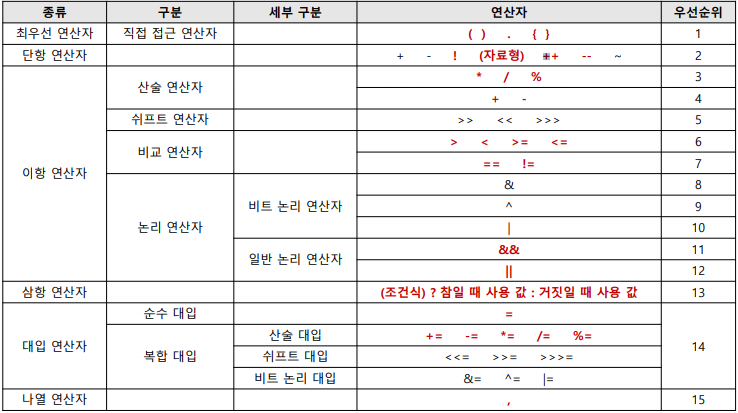 종류 구분 세부 구분 연산자 우선순위
최우선 연산자 직접 접근 연산자 ( ) . { } 1
단항 연산자 + - ! (자료형) ++ -- ~ 2
이항 연산자 산술 연산자 * / % 3
+ - 4
쉬프트 연산자 >> << >>> 5
비교 연산자 > < >= <= 6
== != 7
논리 연산자 비트 논리 연산자 & 8
^ 9
| 10
일반 논리 연산자 && 11
|| 12
삼항 연산자 (조건식) ? 참일 때 사용 값 : 거짓일 때 사용 값 13
대입 연산자 순수 대입 = 14
복합 대입 산술 대입 += -= *= /= %=
쉬프트 대입 <<= >>= >>>=
비트 논리 대입 &= ^= |=
나열 연산자 , 15